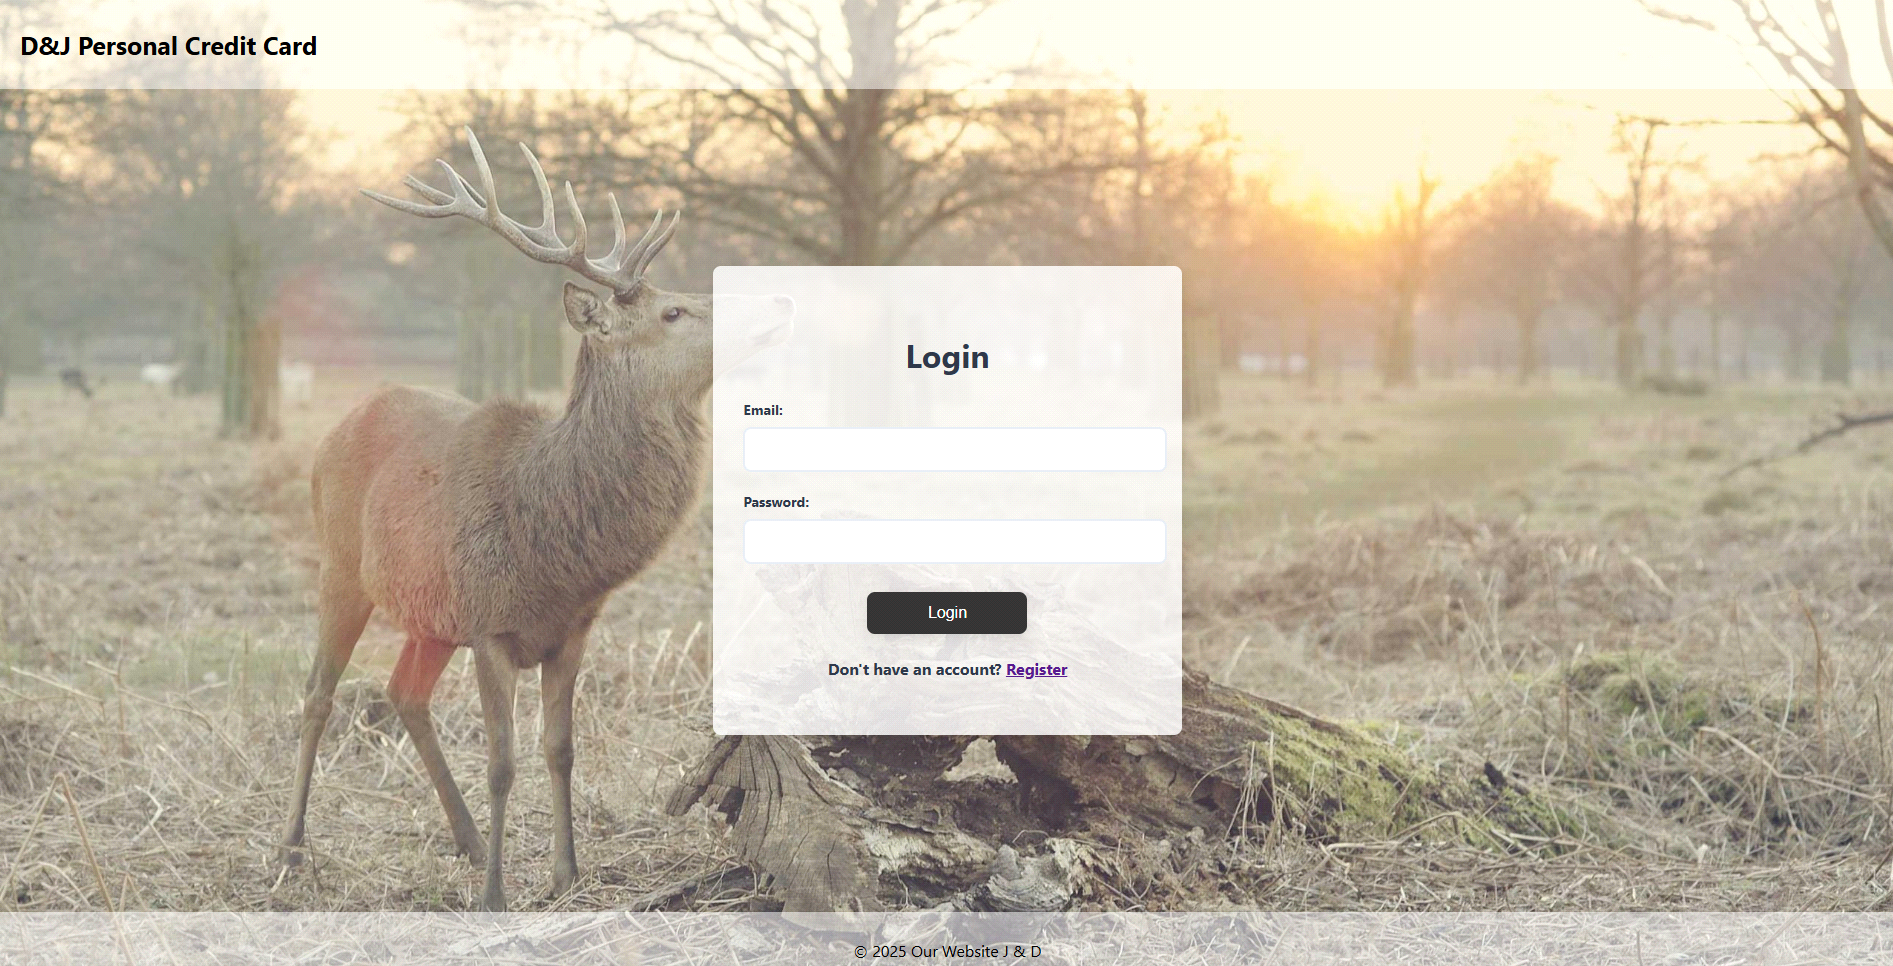 D&J Personal Credit Card
Login
Email:
Password:
Login
Don't have an account? Register
© 2025 Our Website J & D